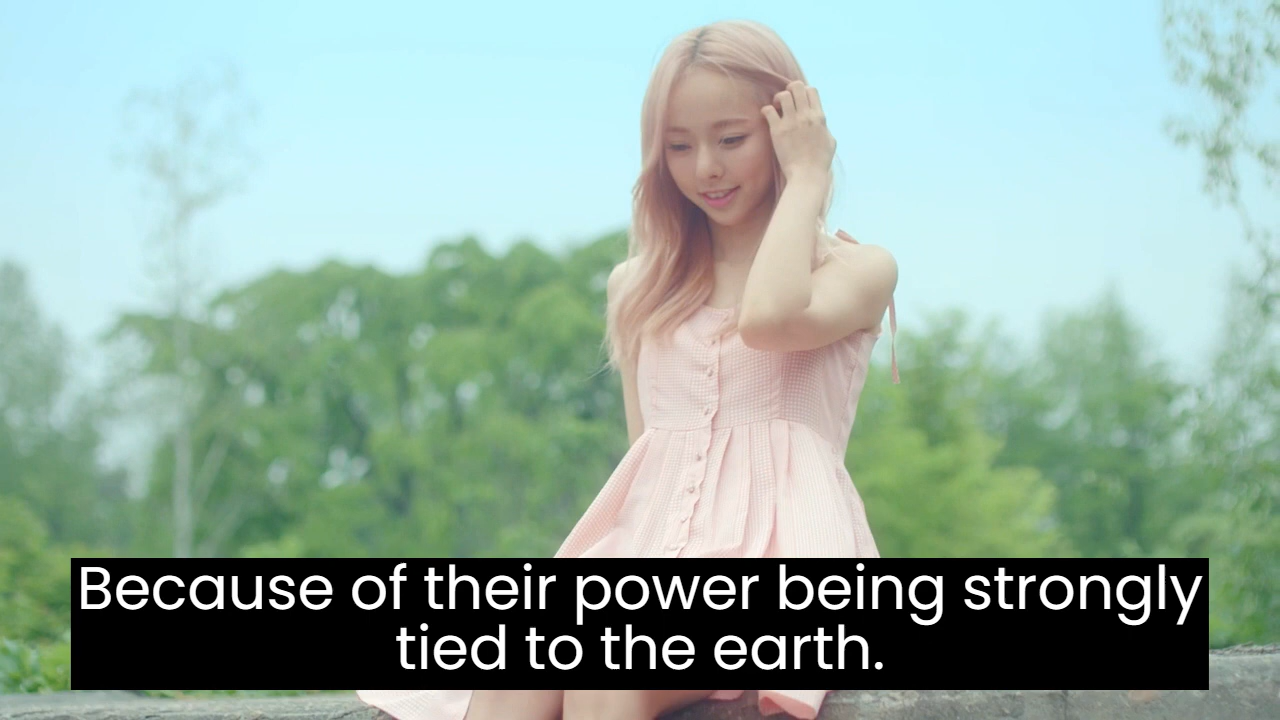 Because of their power being strongly
tied to the earth.